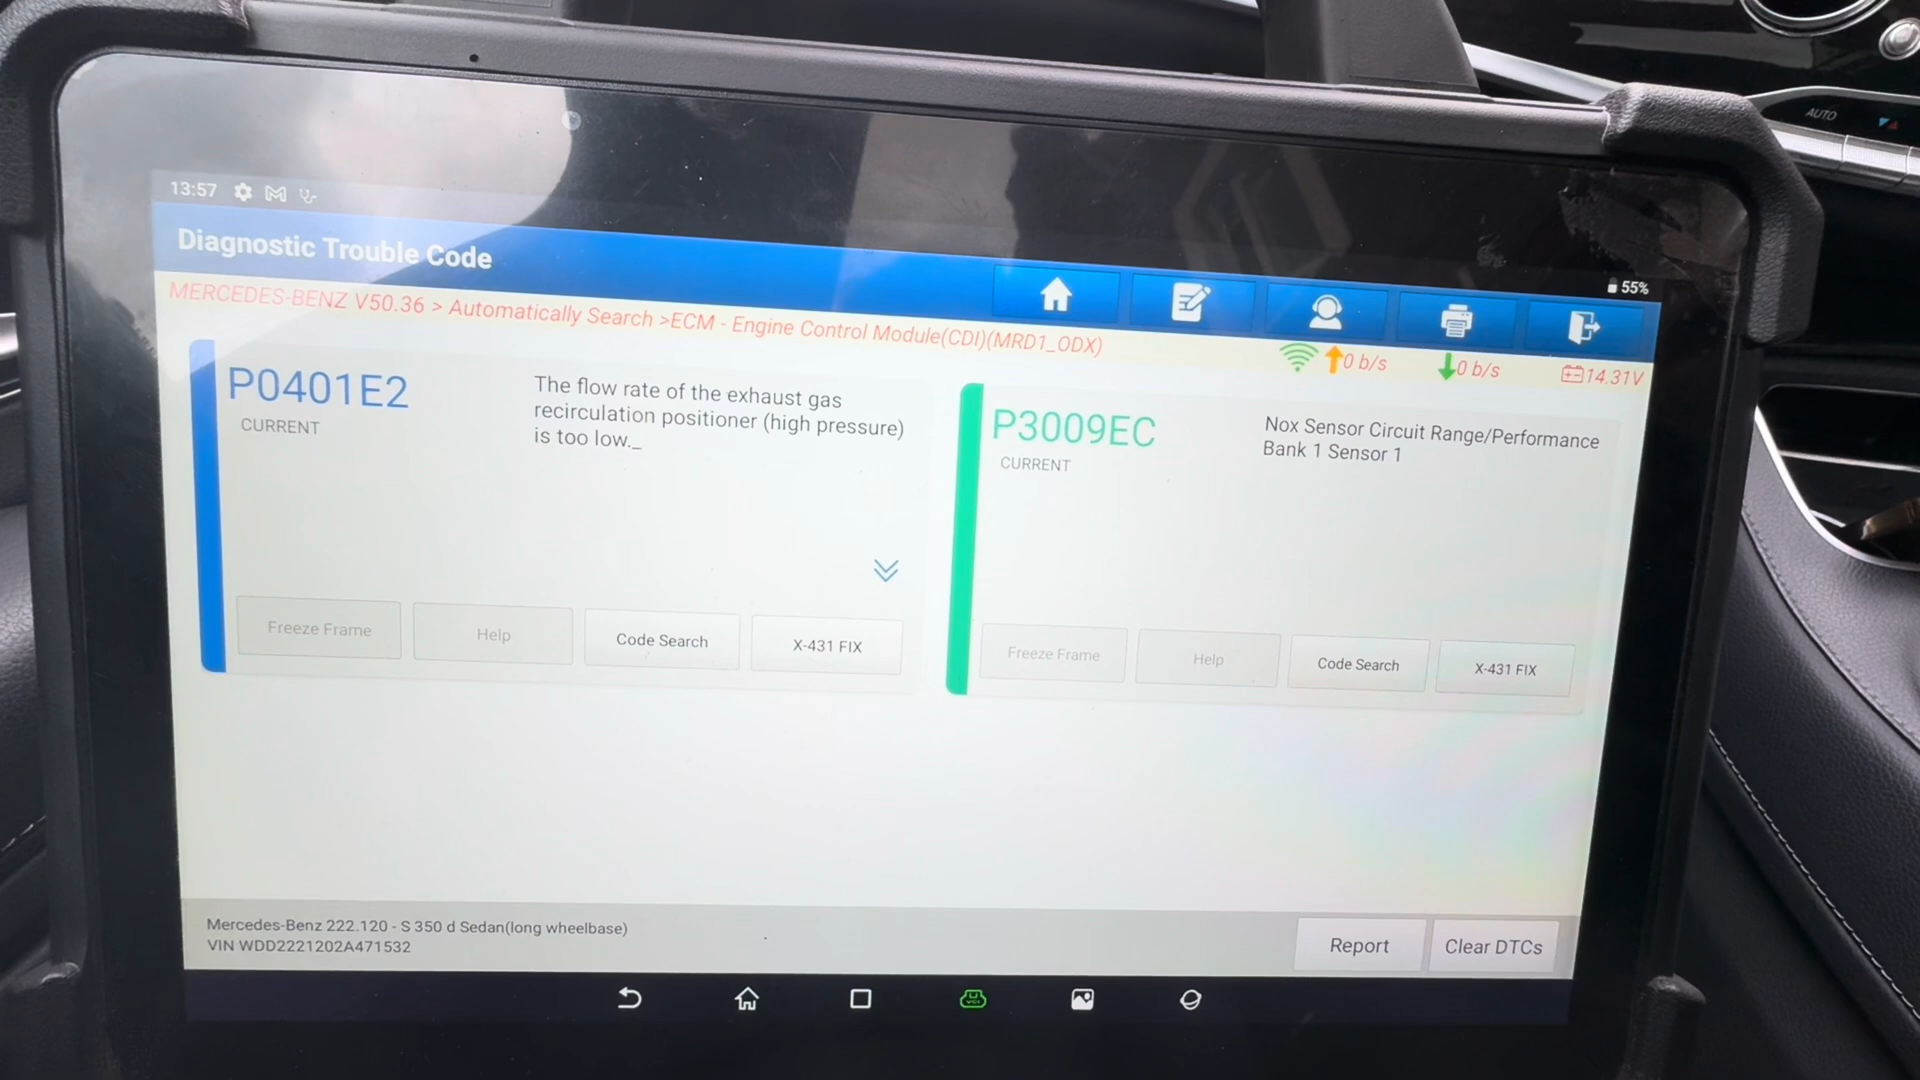 13:57
55%
Diagnostic Trouble Code
MERCEDES-BENZ V50.36 > Automatically Search >ECM - Engine Control Module(CDI)(MRD1_ODX)
0 b/s
0 b/s
14.31V
P0401E2
CURRENT
The flow rate of the exhaust gas
recirculation positioner (high pressure)
is too low._
Freeze Frame
Help
Code Search
X-431 FIX
P3009EC
CURRENT
Nox Sensor Circuit Range/Performance
Bank 1 Sensor 1
Freeze Frame
Help
Code Search
X-431 FIX
Mercedes-Benz 222.120 - S 350 d Sedan(long wheelbase)
VIN WDD2221202A471532
Report
Clear DTCs
VCI
AUTO